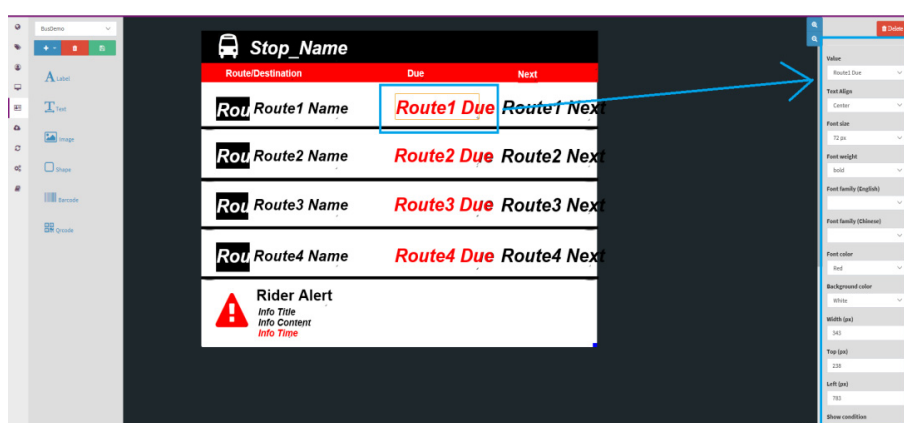 BusDemo
Label
Text
Image
Shape
Barcode
Qrcode
Stop_Name
Route/Destination Due Next
Rou Route1 Name Route1 Due Route1 Next
Rou Route2 Name Route2 Due Route2 Next
Rou Route3 Name Route3 Due Route3 Next
Rou Route4 Name Route4 Due Route4 Next
Rider Alert
Info Title
Info Content
Info Time
Delete
Value
Route1 Due
Text Align
Center
Font size
72 px
Font weight
bold
Font family (English)
Font family (Chinese)
Font color
Red
Background color
White
Width (px)
343
Top (px)
228
Left (px)
783
Show condition